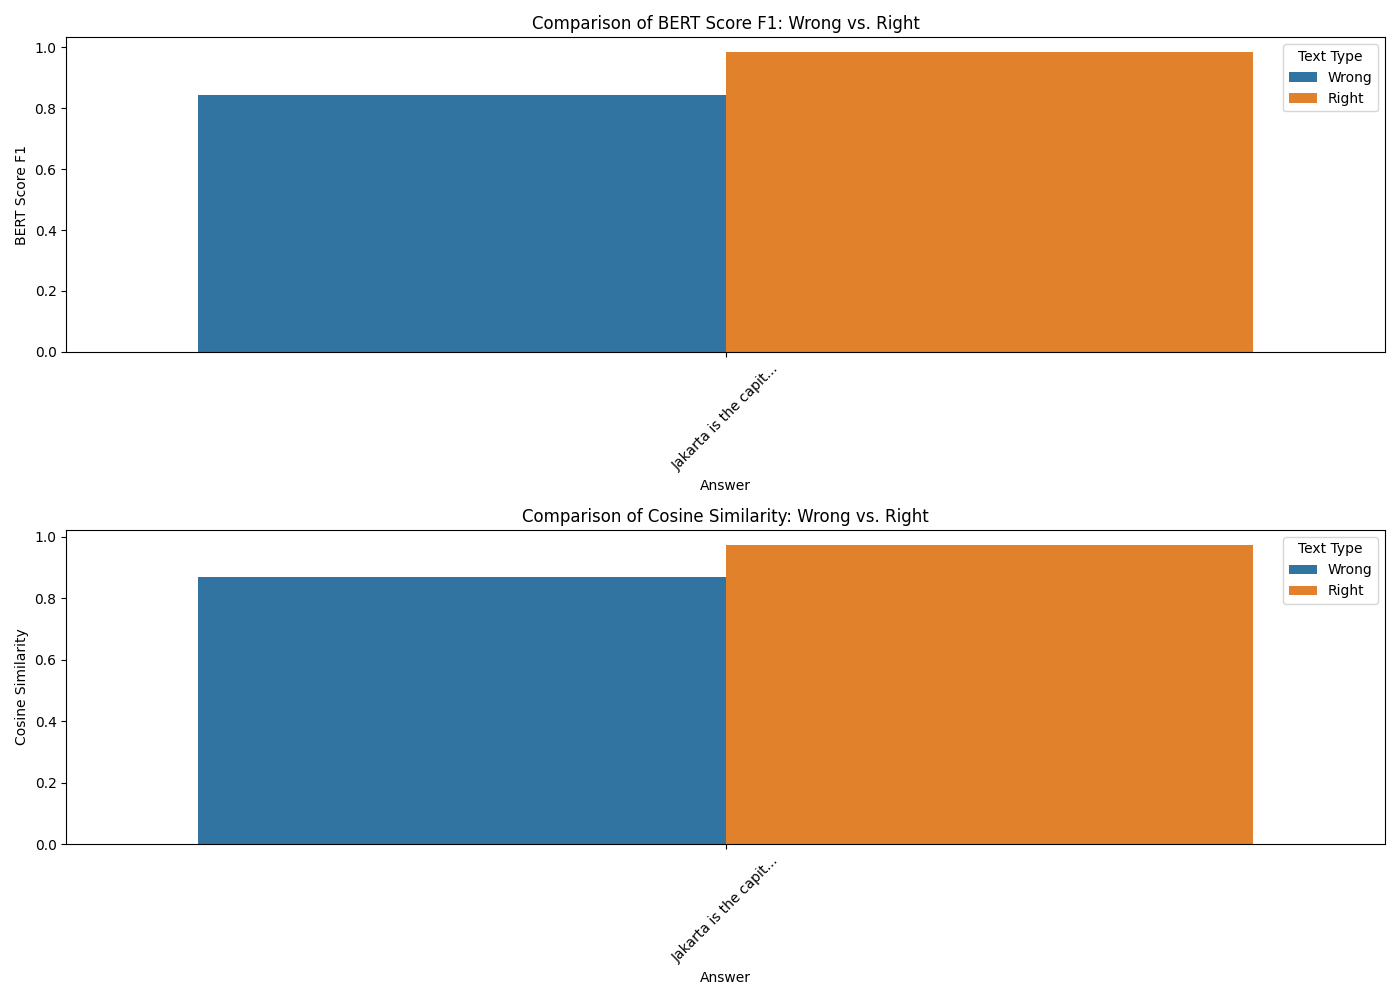 Comparison of BERT Score F1: Wrong vs. Right
1.0
0.8
0.6
0.4
0.2
0.0
BERT Score F1
Text Type
Wrong
Right
Jakarta is the capit...
Answer
Comparison of Cosine Similarity: Wrong vs. Right
1.0
0.8
0.6
0.4
0.2
0.0
Cosine Similarity
Text Type
Wrong
Right
Jakarta is the capit...
Answer